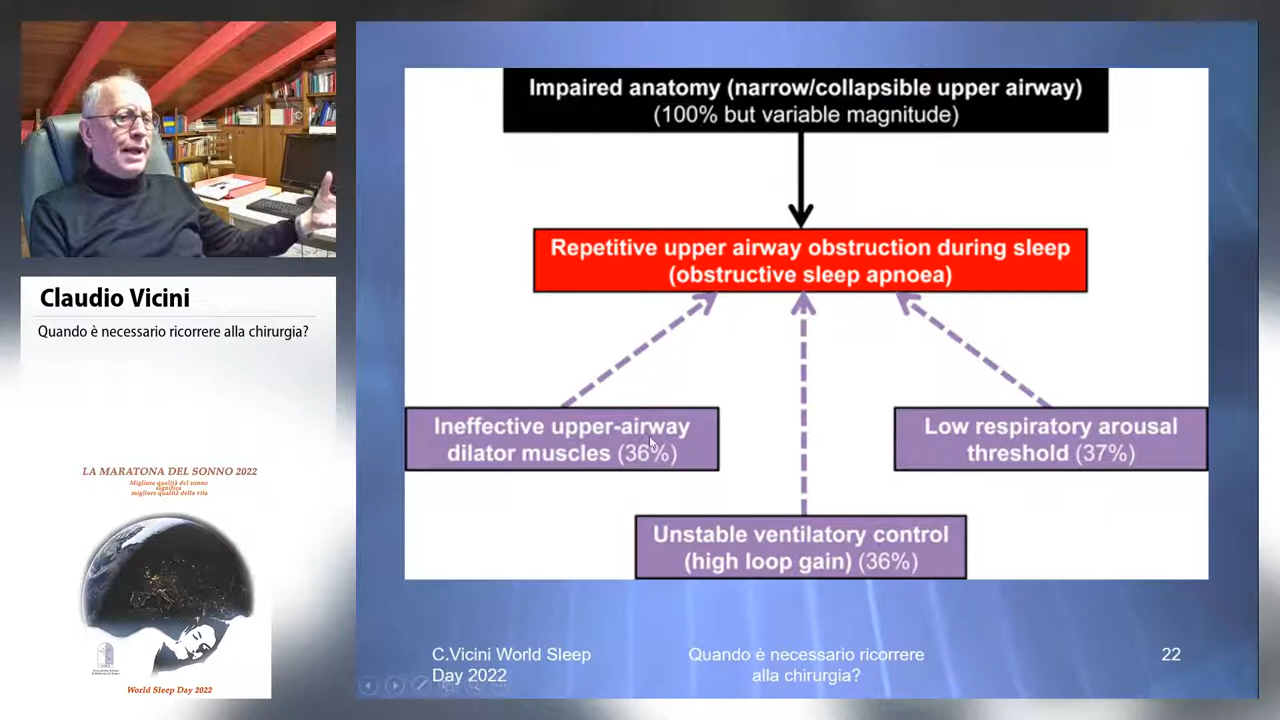 Claudio Vicini
Quando è necessario ricorrere alla chirurgia?
LA MARATONA DEL SONNO 2022
Migliore qualità del sonno
significa
migliore qualità della vita
World Sleep Day 2022
Impaired anatomy (narrow/collapsible upper airway)
(100% but variable magnitude)
Repetitive upper airway obstruction during sleep
(obstructive sleep apnoea)
Ineffective upper-airway
dilator muscles (36%)
Low respiratory arousal
threshold (37%)
Unstable ventilatory control
(high loop gain) (36%)
C.Vicini World Sleep
Day 2022
Quando è necessario ricorrere
alla chirurgia?
22